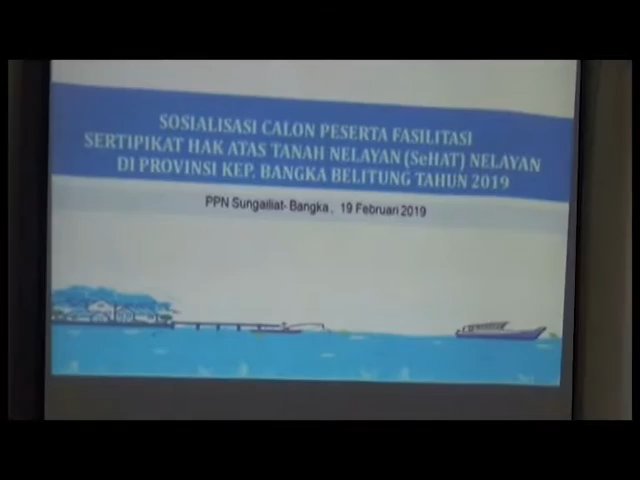 SOSIALISASI CALON PESERTA FASILITASI
SERTIPIKAT HAK ATAS TANAH NELAYAN (SeHAT) NELAYAN
DI PROVINSI KEP. BANGKA BELITUNG TAHUN 2019
PPN Sungailiat- Bangka, 19 Februari 2019